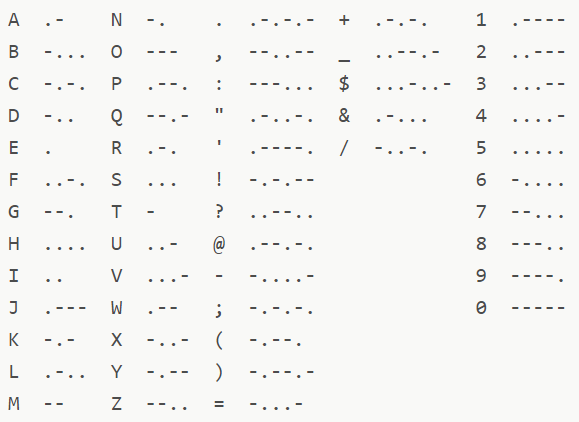 A .- N -. . .-.-.- + .-.-. 1 .----
B -... O --- , --..-- _ ..--.- 2 ..---
C -.-. P .--. : ---... $ ...-..- 3 ...--
D -.. Q --.- " .-..-. & .-... 4 ....-
E . R .-. ' .----. / -..-. 5 .....
F ..-. S ... ! -.-.-- 6 -....
G --. T - ? ..--.. 7 --...
H .... U ..- @ .--.-. 8 ---..
I .. V ...- - -....- 9 ----.
J .--- W .-- ; -.-.-. 0 -----
K -.- X -..- ( -.--.
L .-.. Y -.-- ) -.--.-
M -- Z --.. = -...-